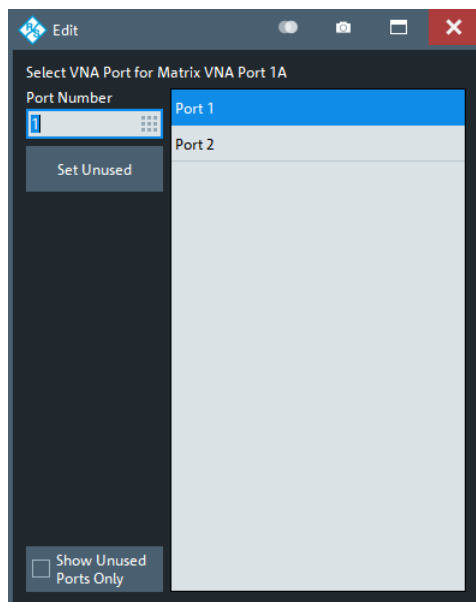 Edit
Select VNA Port for Matrix VNA Port 1A
Port Number
1
Set Unused
Port 1
Port 2
Show Unused
Ports Only